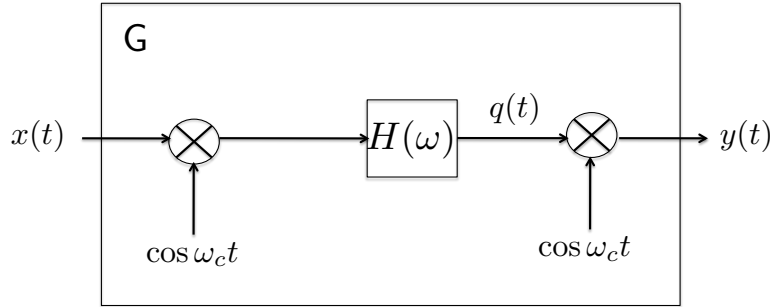 G
x(t)
H(ω)
q(t)
y(t)
cos ω_c t
cos ω_c t